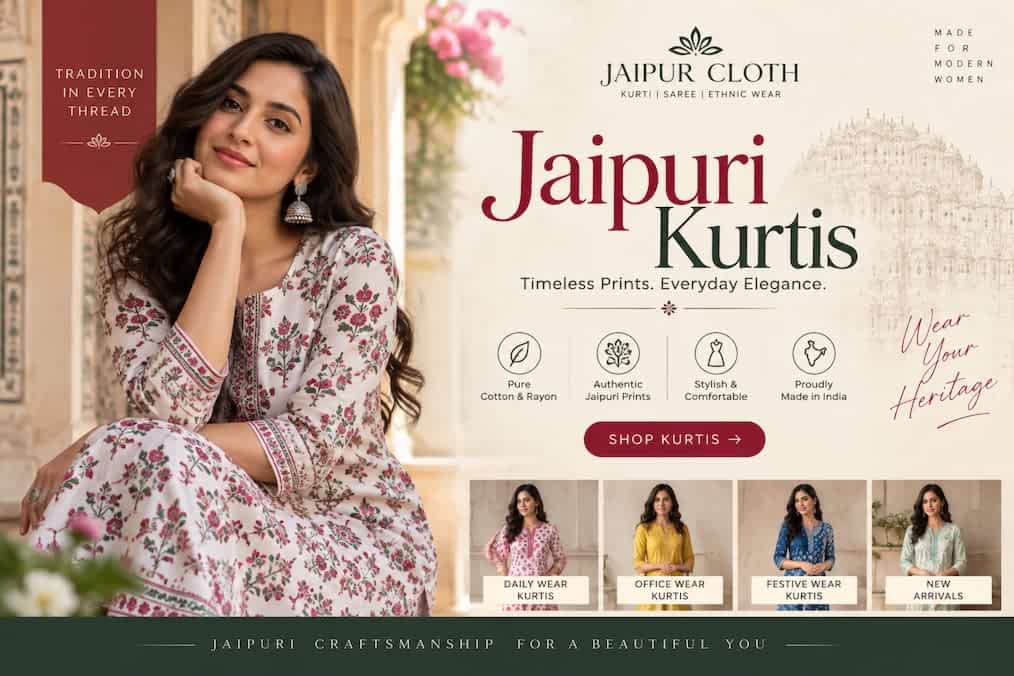 TRADITION
IN EVERY
THREAD
JAIPUR CLOTH
KURTI | SAREE | ETHNIC WEAR
MADE
FOR
MODERN
WOMEN
Jaipuri
Kurtis
Timeless Prints. Everyday Elegance.
Wear
Your
Heritage
Pure
Cotton & Rayon
Authentic
Jaipuri Prints
Stylish &
Comfortable
Proudly
Made in India
SHOP KURTIS →
DAILY WEAR
KURTIS
OFFICE WEAR
KURTIS
FESTIVE WEAR
KURTIS
NEW
ARRIVALS
JAIPURI CRAFTSMANSHIP FOR A BEAUTIFUL YOU